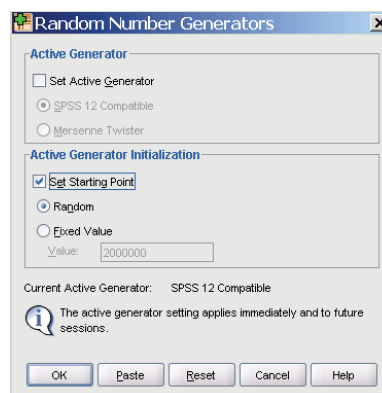 Random Number Generators
Active Generator
Set Active Generator
SPSS 12 Compatible
Mersenne Twister
Active Generator Initialization
Set Starting Point
Random
Fixed Value
Value: 2000000
Current Active Generator: SPSS 12 Compatible
The active generator setting applies immediately and to future
sessions.
OK Paste Reset Cancel Help